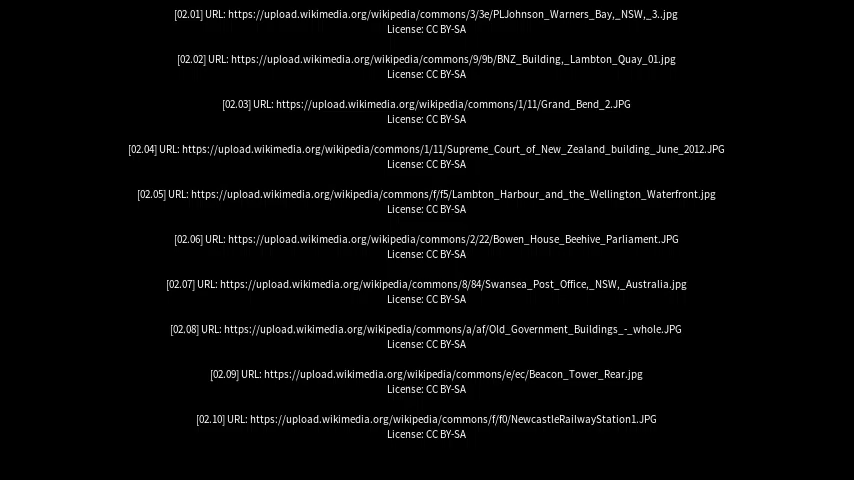 [02.01] URL: https://upload.wikimedia.org/wikipedia/commons/3/3e/PLJohnson_Warners_Bay,_NSW,_3..jpg
License: CC BY-SA
[02.02] URL: https://upload.wikimedia.org/wikipedia/commons/9/9b/BNZ_Building,_Lambton_Quay_01.jpg
License: CC BY-SA
[02.03] URL: https://upload.wikimedia.org/wikipedia/commons/1/11/Grand_Bend_2.JPG
License: CC BY-SA
[02.04] URL: https://upload.wikimedia.org/wikipedia/commons/1/11/Supreme_Court_of_New_Zealand_building_June_2012.JPG
License: CC BY-SA
[02.05] URL: https://upload.wikimedia.org/wikipedia/commons/f/f5/Lambton_Harbour_and_the_Wellington_Waterfront.jpg
License: CC BY-SA
[02.06] URL: https://upload.wikimedia.org/wikipedia/commons/2/22/Bowen_House_Beehive_Parliament.JPG
License: CC BY-SA
[02.07] URL: https://upload.wikimedia.org/wikipedia/commons/8/84/Swansea_Post_Office,_NSW,_Australia.jpg
License: CC BY-SA
[02.08] URL: https://upload.wikimedia.org/wikipedia/commons/a/af/Old_Government_Buildings_-_whole.JPG
License: CC BY-SA
[02.09] URL: https://upload.wikimedia.org/wikipedia/commons/e/ec/Beacon_Tower_Rear.jpg
License: CC BY-SA
[02.10] URL: https://upload.wikimedia.org/wikipedia/commons/f/f0/NewcastleRailwayStation1.JPG
License: CC BY-SA